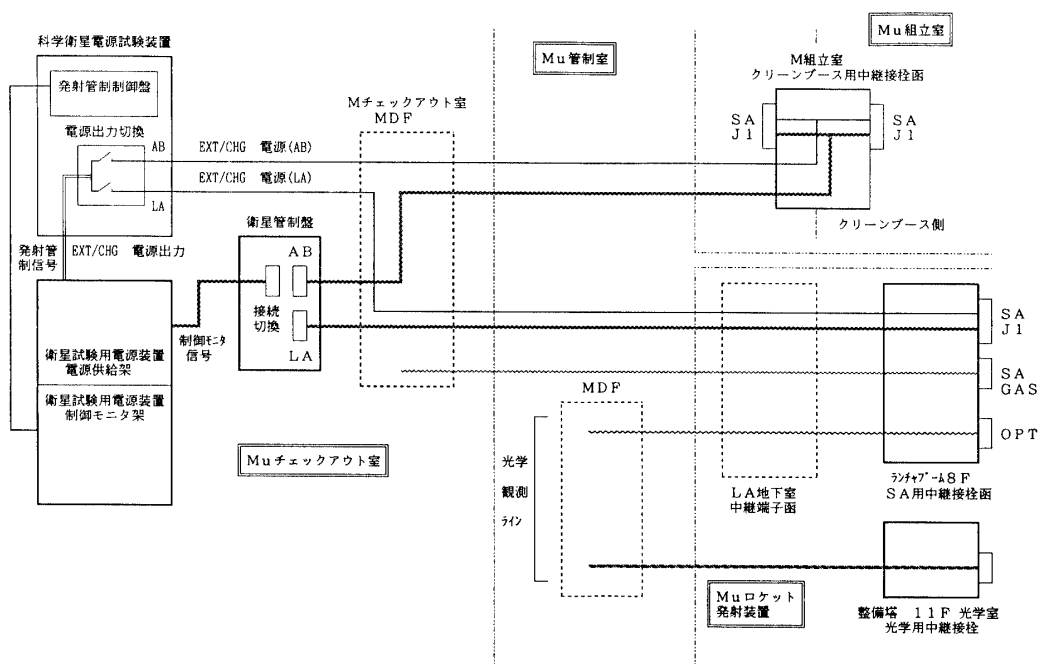 科学衛星電源試験装置
発射管制制御盤
電源出力切換
AB
LA
EXT/CHG 電源(AB)
EXT/CHG 電源(LA)
発射管
制信号
EXT/CHG 電源出力
衛星試験用電源装置
電源供給架
衛星試験用電源装置
制御モニタ架
制御モニタ
信号
衛星管制盤
AB
接続
切換
LA
Mチェックアウト室
MDF
Muチェックアウト室
Mu管制室
Mu組立室
M組立室
クリーンブース用中継接栓函
SA
J1
SA
J1
クリーンブース側
SA
J1
SA
GAS
OPT
ランチャブーム8F
SA用中継接栓函
MDF
光学
観測
ライン
LA地下室
中継端子函
Muロケット
発射装置
整備塔 11F 光学室
光学用中継接栓